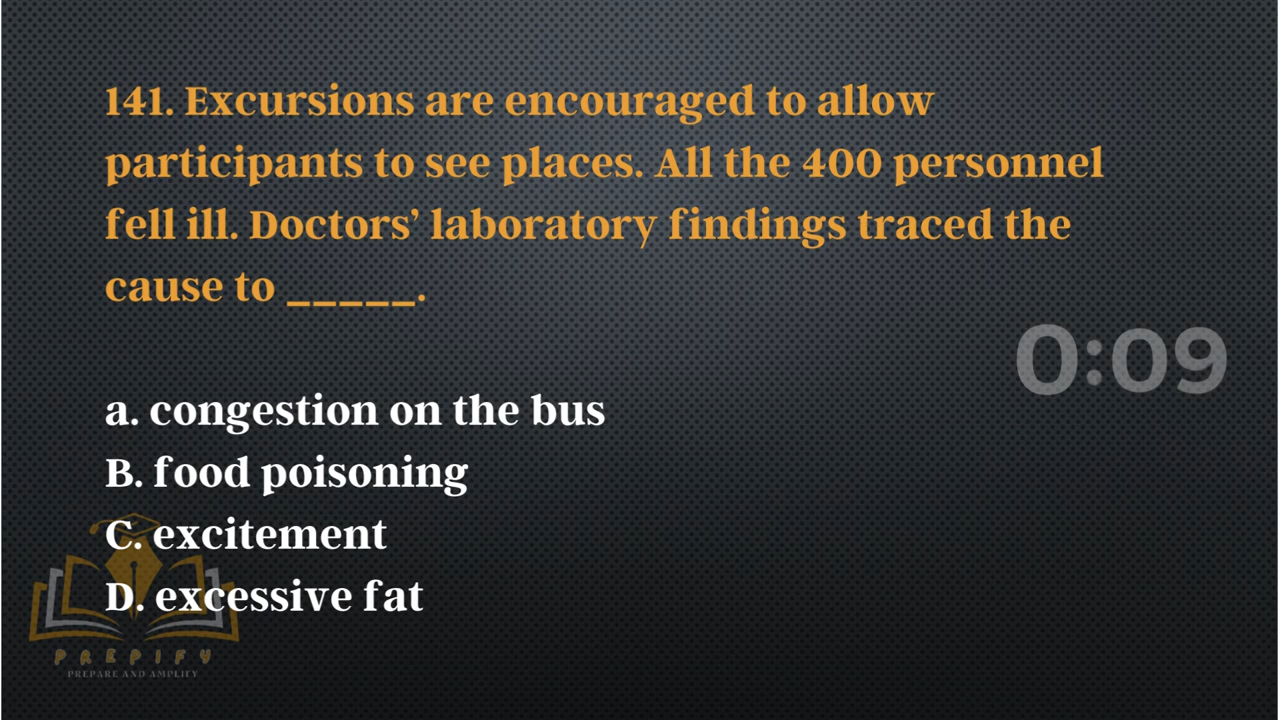 141. Excursions are encouraged to allow
participants to see places. All the 400 personnel
fell ill. Doctors’ laboratory findings traced the
cause to _____.
0:09
a. congestion on the bus
B. food poisoning
C. excitement
D. excessive fat
PREPIFY
PREPARE AND AMPLIFY